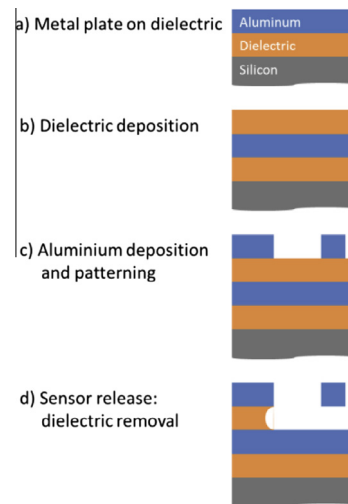 a) Metal plate on dielectric
Aluminum
Dielectric
Silicon
b) Dielectric deposition
c) Aluminium deposition
and patterning
d) Sensor release:
dielectric removal